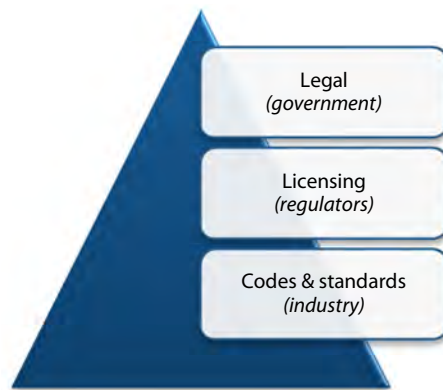 Legal
(government)
Licensing
(regulators)
Codes & standards
(industry)